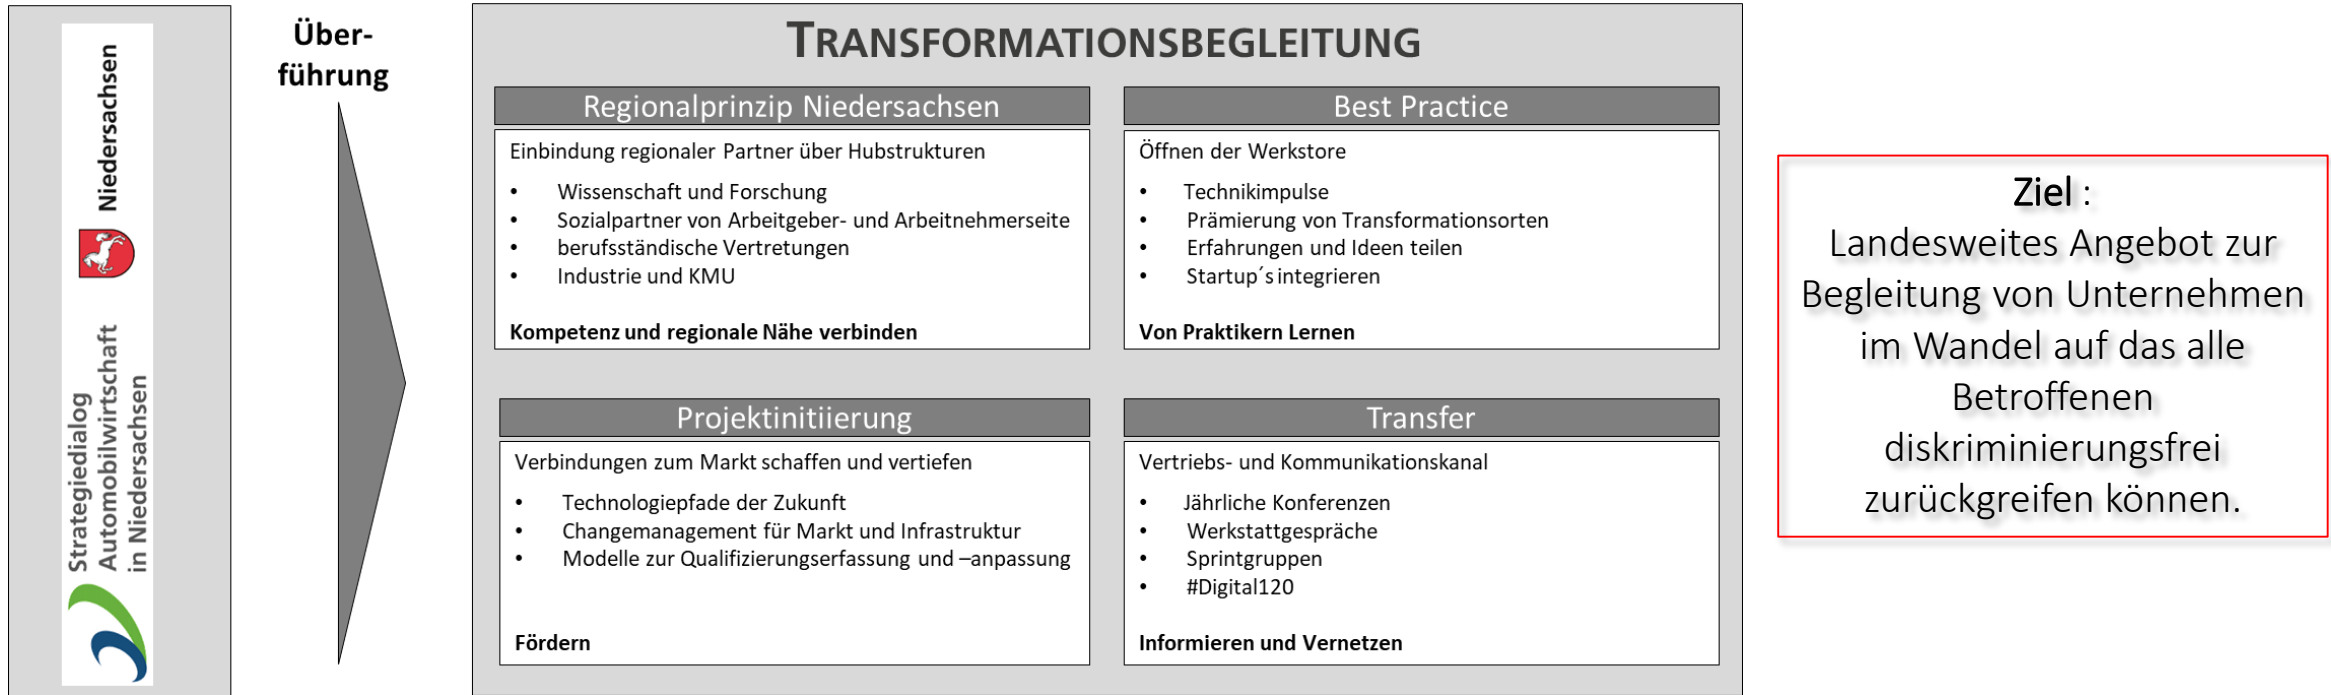 Strategiedialog
Automobilwirtschaft
in Niedersachsen
Niedersachsen
Über-
führung
TRANSFORMATIONSBEGLEITUNG
Regionalprinzip Niedersachsen
Einbindung regionaler Partner über Hubstrukturen
• Wissenschaft und Forschung
• Sozialpartner von Arbeitgeber- und Arbeitnehmerseite
• berufsständische Vertretungen
• Industrie und KMU
Kompetenz und regionale Nähe verbinden
Best Practice
Öffnen der Werkstore
• Technikimpulse
• Prämierung von Transformationsorten
• Erfahrungen und Ideen teilen
• Startup´s integrieren
Von Praktikern Lernen
Projektinitiierung
Verbindungen zum Markt schaffen und vertiefen
• Technologiepfade der Zukunft
• Changemanagement für Markt und Infrastruktur
• Modelle zur Qualifizierungserfassung und –anpassung
Fördern
Transfer
Vertriebs- und Kommunikationskanal
• Jährliche Konferenzen
• Werkstattgespräche
• Sprintgruppen
• #Digital120
Informieren und Vernetzen
Ziel :
Landesweites Angebot zur
Begleitung von Unternehmen
im Wandel auf das alle
Betroffenen
diskriminierungsfrei
zurückgreifen können.